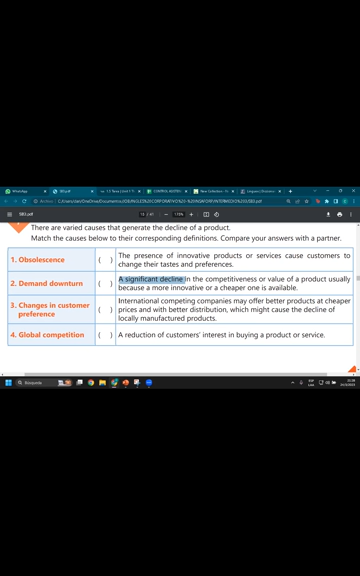 WhatsApp
SB3.pdf
SB3.pdf
175%
There are varied causes that generate the decline of a product.
Match the causes below to their corresponding definitions. Compare your answers with a partner.
1. Obsolescence ( ) The presence of innovative products or services cause customers to
change their tastes and preferences.
2. Demand downturn ( ) A significant decline in the competitiveness or value of a product usually
because a more innovative or a cheaper one is available.
3. Changes in customer
preference ( ) International competing companies may offer better products at cheaper
prices and with better distribution, which might cause the decline of
locally manufactured products.
4. Global competition ( ) A reduction of customers' interest in buying a product or service.
Búsqueda
ESP